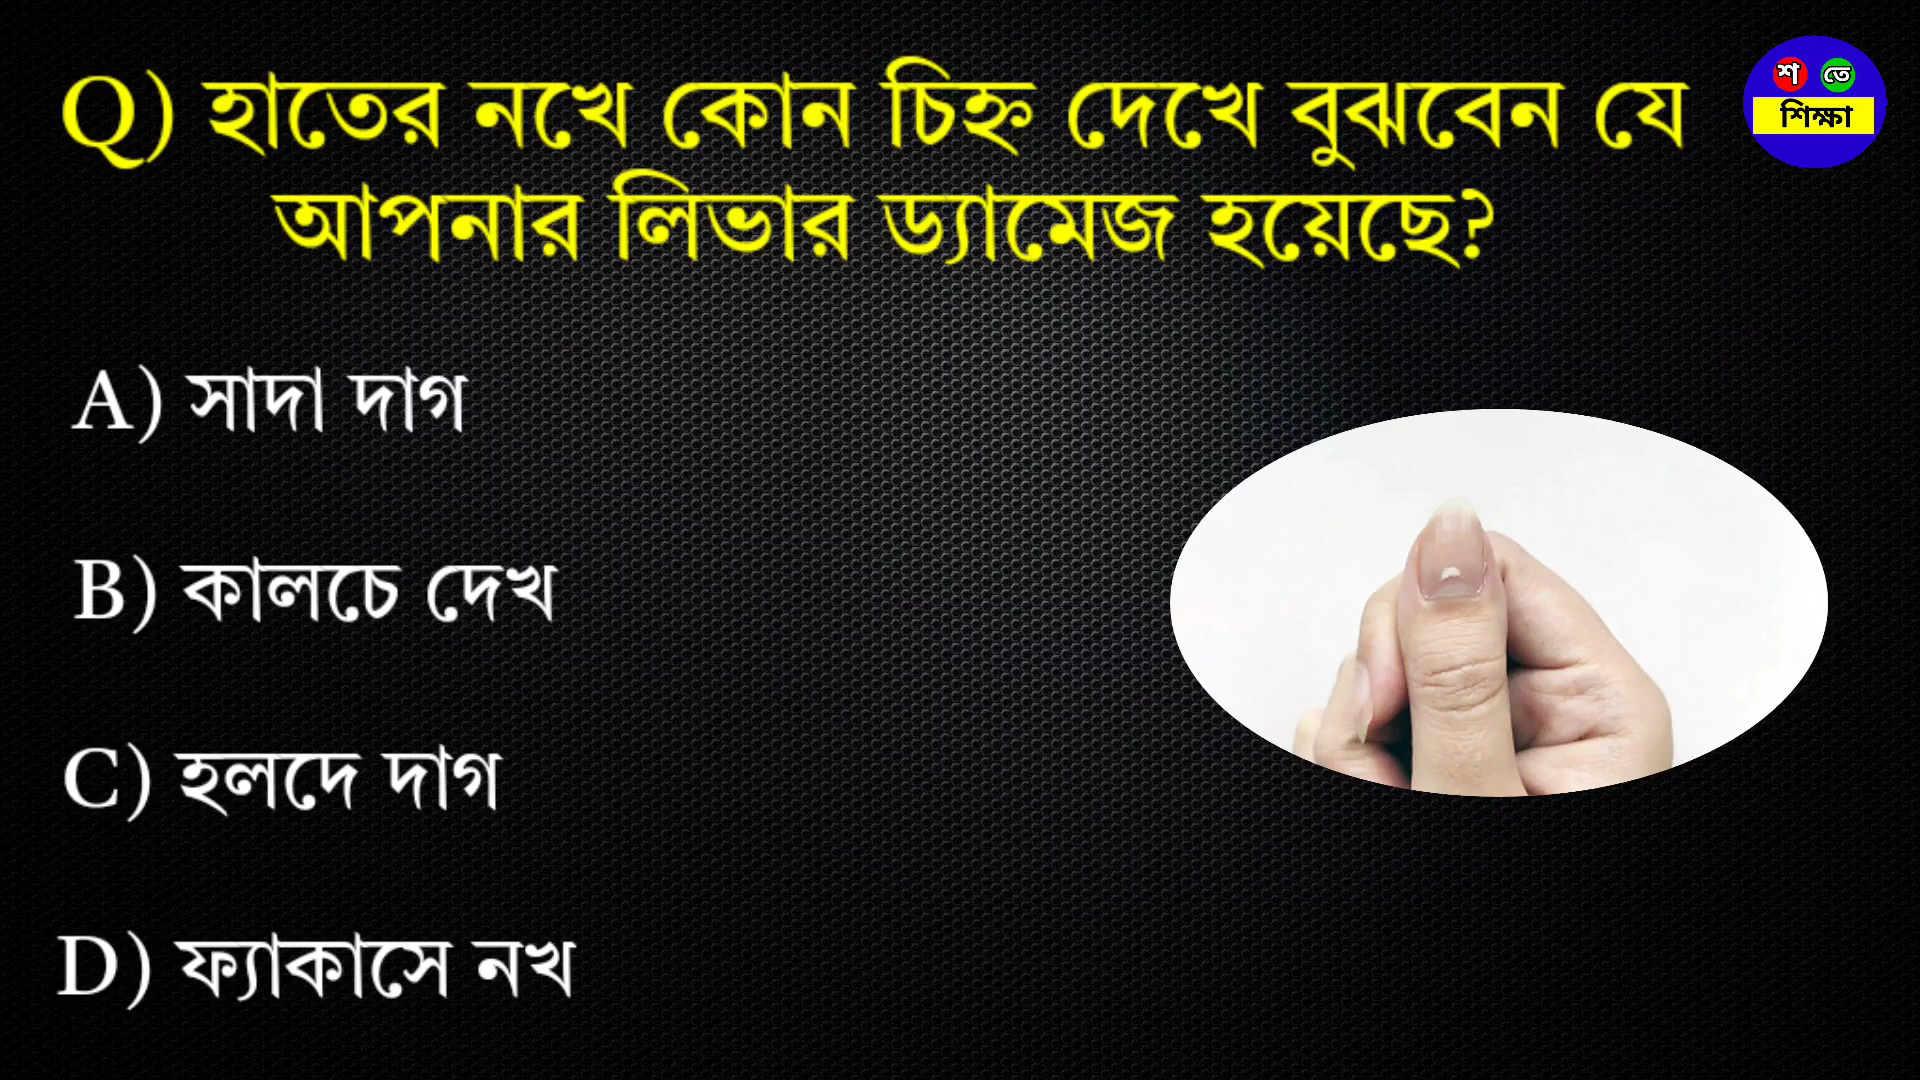 Q) হাতের নখে কোন চিহ্ন দেখে বুঝবেন যে
আপনার লিভার ড্যামেজ হয়েছে?
শ তে
শিক্ষা
A) সাদা দাগ
B) কালচে দেখ
C) হলদে দাগ
D) ফ্যাকাসে নখ